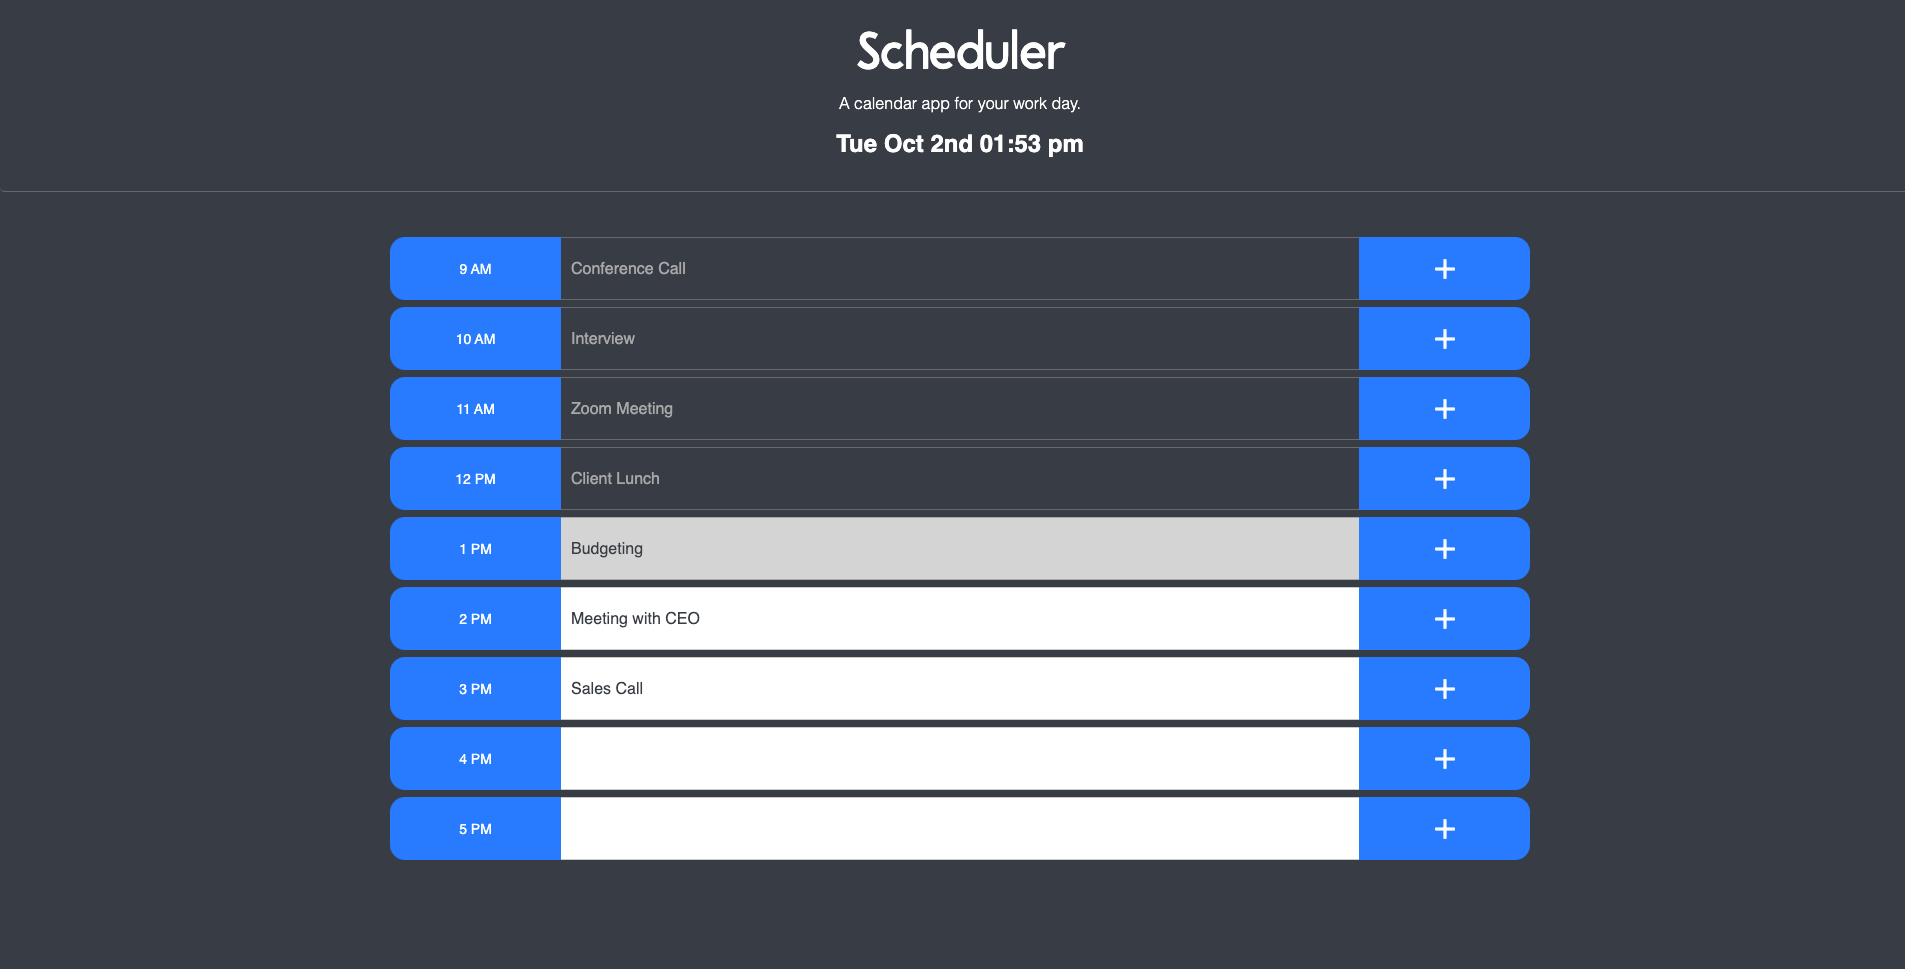 Scheduler
A calendar app for your work day.
Tue Oct 2nd 01:53 pm
9 AM Conference Call +
10 AM Interview +
11 AM Zoom Meeting +
12 PM Client Lunch +
1 PM Budgeting +
2 PM Meeting with CEO +
3 PM Sales Call +
4 PM +
5 PM +